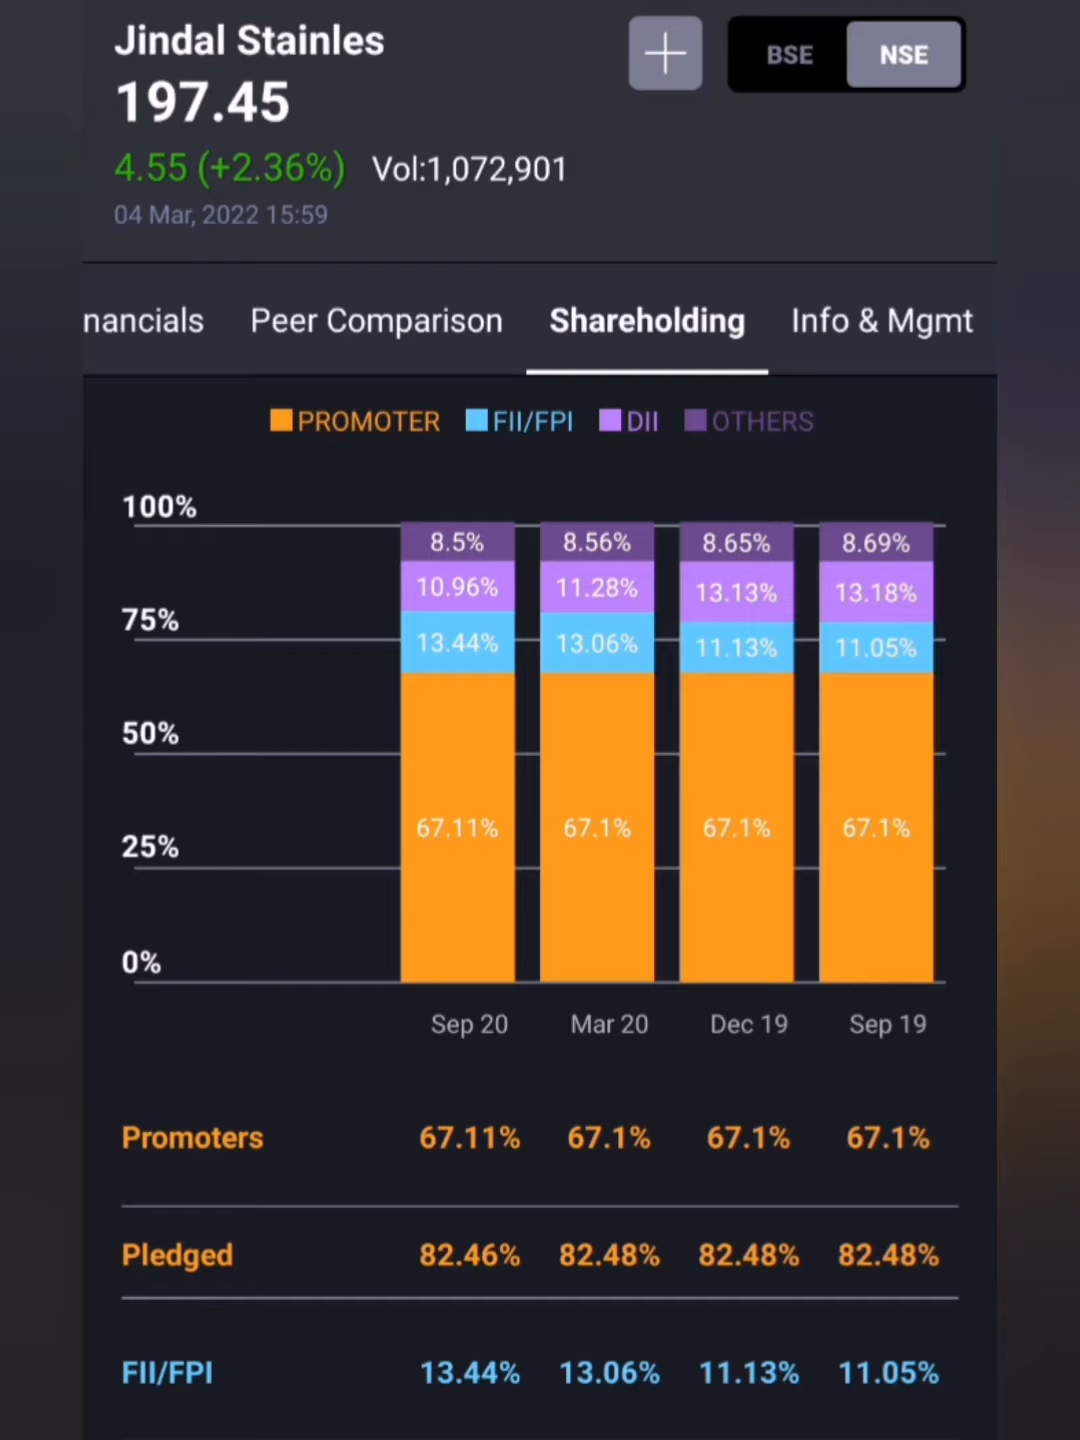 Jindal Stainles
BSE NSE
197.45
4.55 (+2.36%) Vol:1,072,901
04 Mar, 2022 15:59
nancials Peer Comparison Shareholding Info & Mgmt
PROMOTER FII/FPI DII OTHERS
100%
8.5% 8.56% 8.65% 8.69%
10.96% 11.28% 13.13% 13.18%
75%
13.44% 13.06% 11.13% 11.05%
50%
67.11% 67.1% 67.1% 67.1%
25%
0%
Sep 20 Mar 20 Dec 19 Sep 19
Promoters 67.11% 67.1% 67.1% 67.1%
Pledged 82.46% 82.48% 82.48% 82.48%
FII/FPI 13.44% 13.06% 11.13% 11.05%